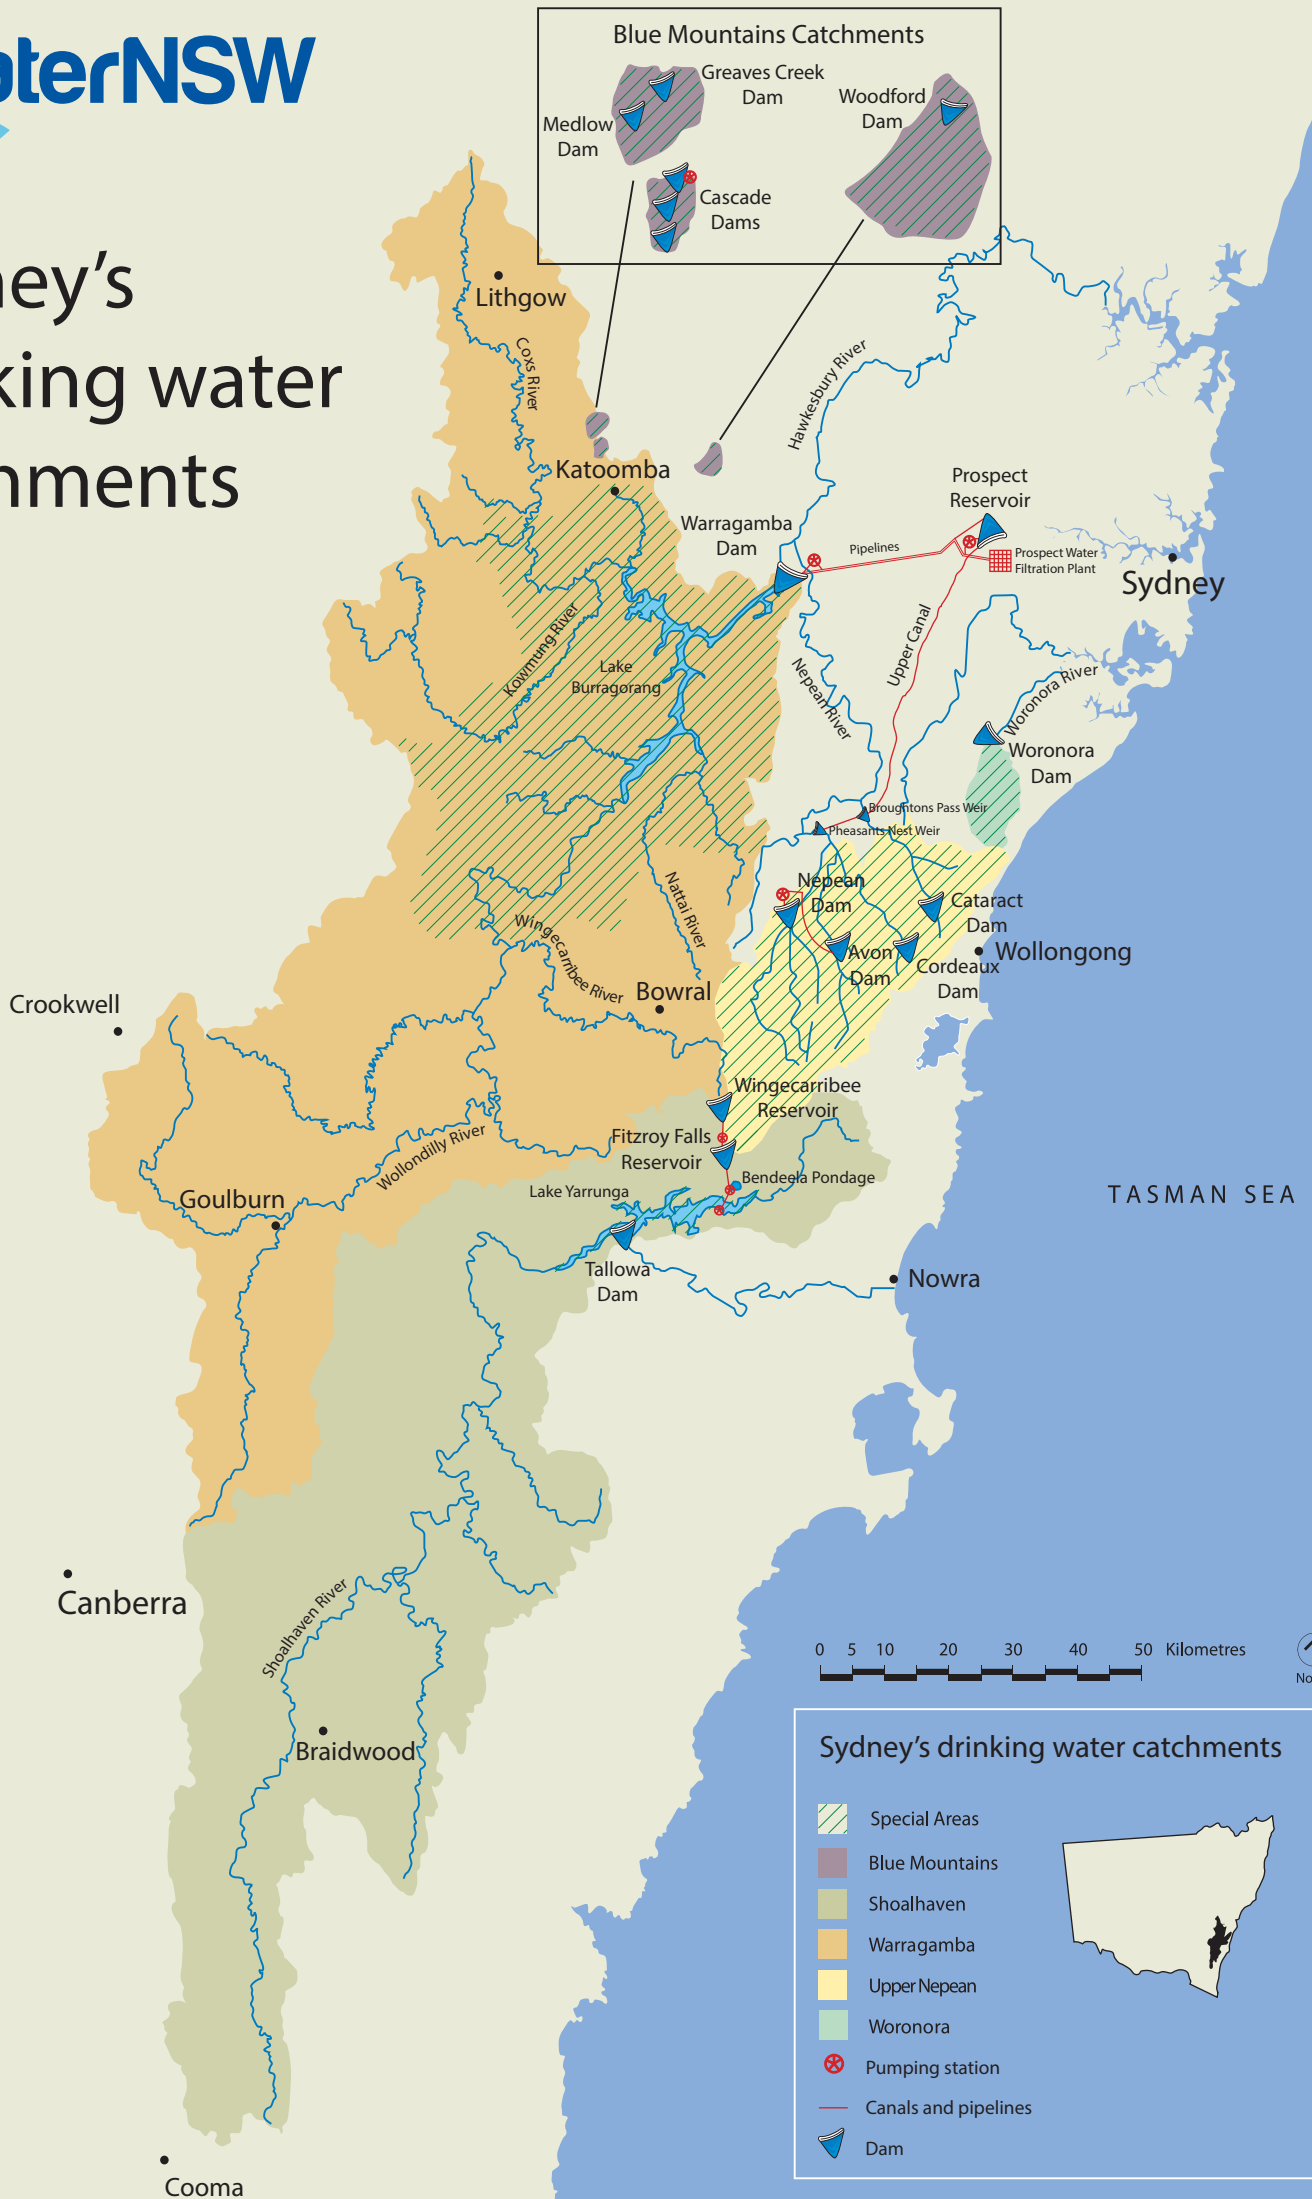 aterNSW
ney's
king water
hments
Blue Mountains Catchments
Greaves Creek
Dam
Medlow
Dam
Woodford
Dam
Cascade
Dams
Lithgow
Coxs River
Hawkesbury River
Katoomba
Prospect
Reservoir
Warragamba
Dam
Pipelines
Prospect Water
Filtration Plant
Sydney
Kowmung River
Upper Canal
Lake
Burragorang
Nepean River
Woronora River
Woronora
Dam
Broughtons Pass Weir
Pheasants Nest Weir
Nepean
Dam
Nattai River
Cataract
Dam
Wingecarribee River
Avon
Dam
Cordeaux
Dam
Wollongong
Bowral
Crookwell
Wingecarribee
Reservoir
Fitzroy Falls
Reservoir
Wollondilly River
Bendeela Pondage
Lake Yarrunga
Goulburn
TASMAN SEA
Tallowa
Dam
Nowra
Canberra
Shoalhaven River
Braidwood
0 5 10 20 30 40 50 Kilometres
No
Sydney's drinking water catchments
Special Areas
Blue Mountains
Shoalhaven
Warragamba
Upper Nepean
Woronora
Pumping station
Canals and pipelines
Dam
Cooma